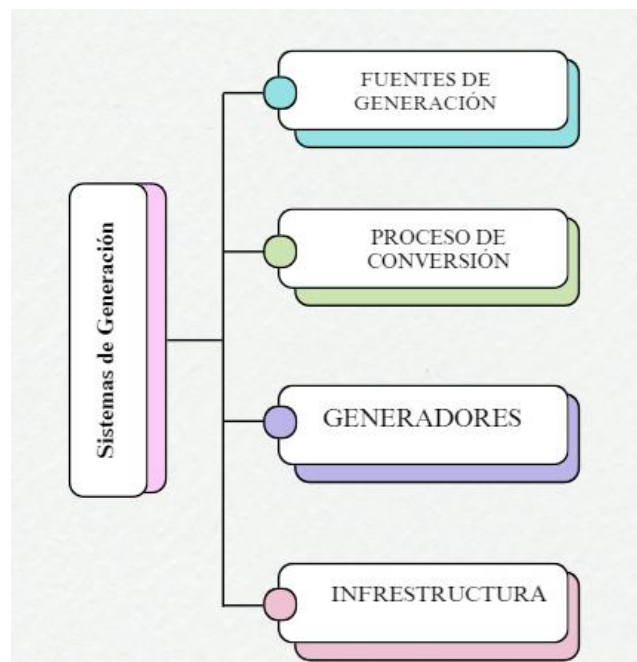 Sistemas de Generación
FUENTES DE
GENERACIÓN
PROCESO DE
CONVERSIÓN
GENERADORES
INFRESTRUCTURA